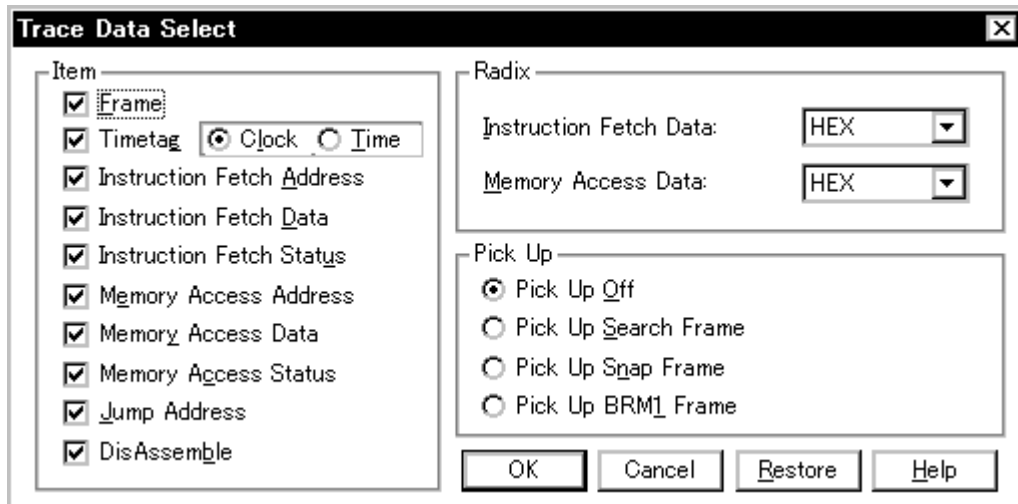 Trace Data Select
Item
Frame
Timetag Clock Time
Instruction Fetch Address
Instruction Fetch Data
Instruction Fetch Status
Memory Access Address
Memory Access Data
Memory Access Status
Jump Address
DisAssemble
Radix
Instruction Fetch Data: HEX
Memory Access Data: HEX
Pick Up
Pick Up Off
Pick Up Search Frame
Pick Up Snap Frame
Pick Up BRM1 Frame
OK Cancel Restore Help